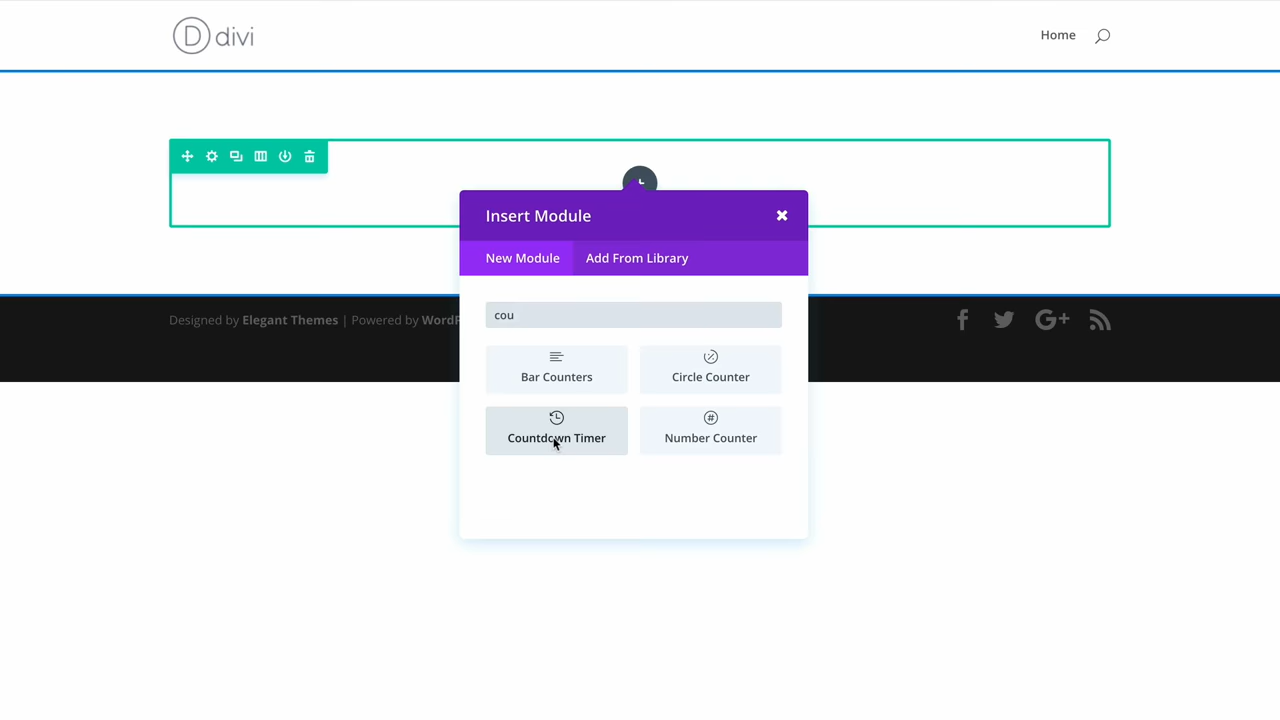 D divi
Home
Insert Module
New Module
Add From Library
cou
Bar Counters
Circle Counter
Countdown Timer
Number Counter
Designed by Elegant Themes | Powered by